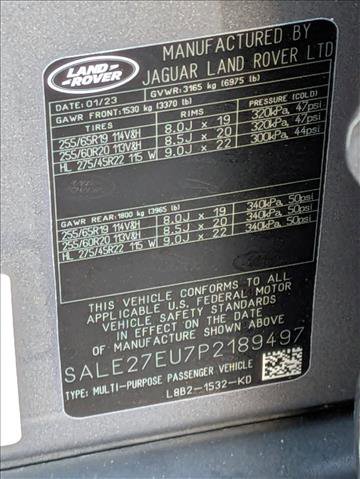 LAND-
ROVER
MANUFACTURED BY
JAGUAR LAND ROVER LTD
GVWR: 3165 kg (6975 lb)
DATE: 01/23
GAWR FRONT: 1530 kg (3370 lb)
TIRES RIMS PRESSURE (COLD)
255/65R19 114V&H 8.0J x 19 320kPa, 47psi
255/60R20 113V&H 8.5J x 20 320kPa, 47psi
HL 275/45R22 115 W 9.0J x 22 300kPa, 44psi
GAWR REAR: 1800 kg (3965 lb)
255/65R19 114V&H 8.0J x 19 340kPa, 50psi
255/60R20 113V&H 8.5J x 20 340kPa, 50psi
HL 275/45R22 115 W 9.0J x 22 340kPa, 50psi
THIS VEHICLE CONFORMS TO ALL
APPLICABLE U.S. FEDERAL MOTOR
VEHICLE SAFETY STANDARDS
IN EFFECT ON THE DATE
OF MANUFACTURE SHOWN ABOVE
SALE27EU7P2189497
TYPE: MULTI-PURPOSE PASSENGER VEHICLE
L8B2-1532-KD